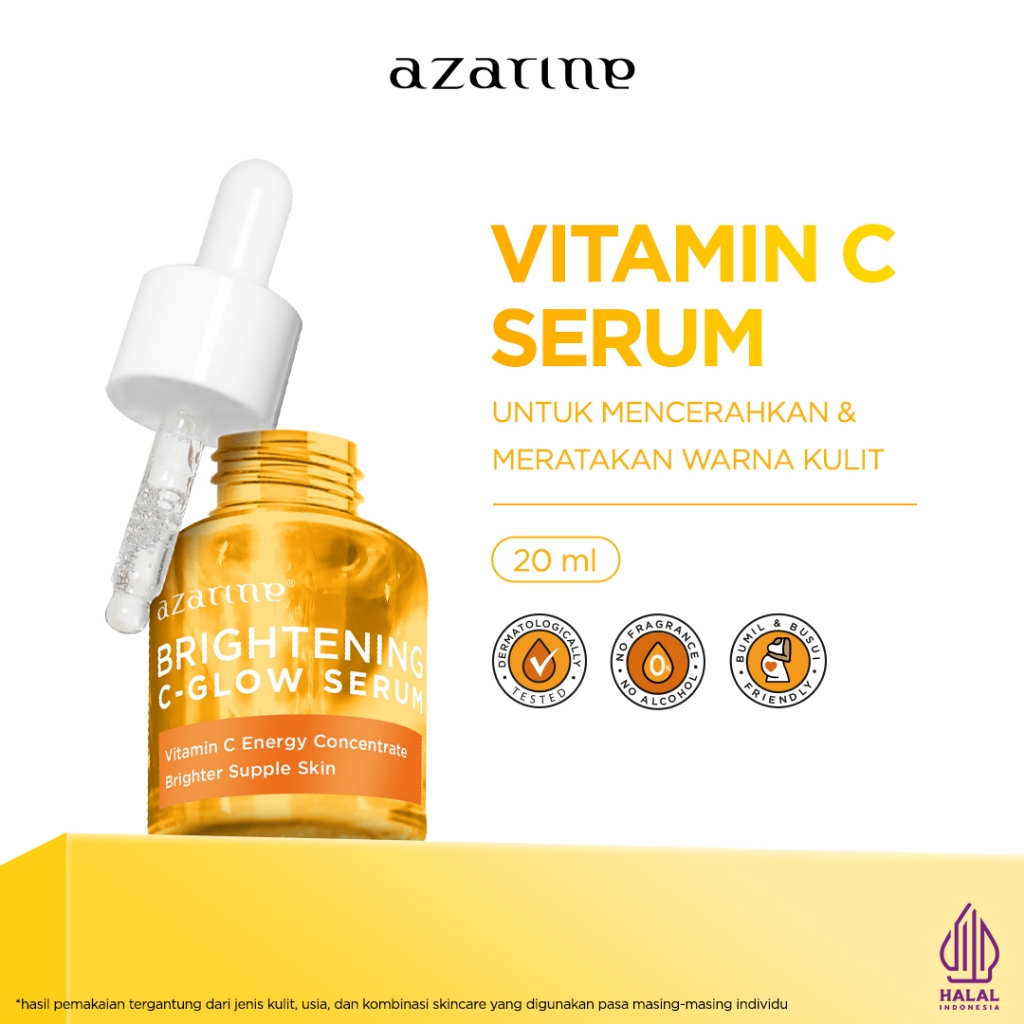 azarine
VITAMIN C
SERUM
UNTUK MENCERAHKAN &
MERATAKAN WARNA KULIT
20 ml
DERMATOLOGICALLY
TESTED
NO FRAGRANCE
0%
NO ALCOHOL
BUMIL & BUSUI
FRIENDLY
azarine®
BRIGHTENING
C-GLOW SERUM
Vitamin C Energy Concentrate
Brighter Supple Skin
HALAL
INDONESIA
*hasil pemakaian tergantung dari jenis kulit, usia, dan kombinasi skincare yang digunakan pasa masing-masing individu